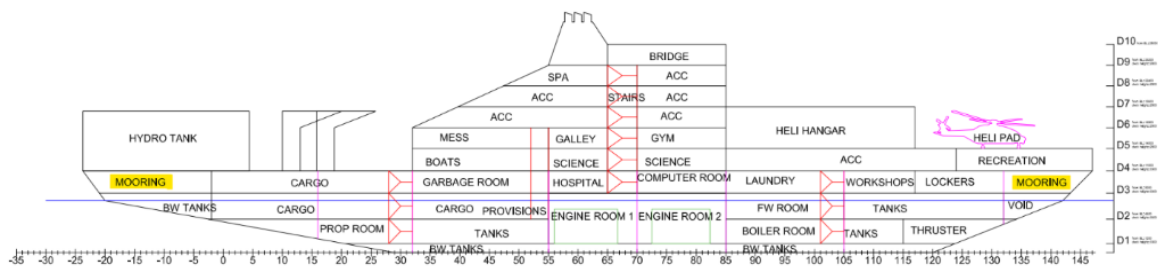 BRIDGE D10
D9
SPA ACC
D8
ACC STAIRS ACC
D7
ACC ACC
D6
HYDRO TANK MESS GALLEY GYM HELI HANGAR HELI PAD
D5
BOATS SCIENCE SCIENCE ACC RECREATION
D4
MOORING CARGO GARBAGE ROOM HOSPITAL COMPUTER ROOM LAUNDRY WORKSHOPS LOCKERS MOORING
D3
BW TANKS CARGO CARGO PROVISIONS ENGINE ROOM 1 ENGINE ROOM 2 FW ROOM TANKS VOID
D2
PROP ROOM TANKS BOILER ROOM TANKS THRUSTER
D1
BW TANKS BW TANKS
-35 -30 -25 -20 -15 -10 -5 0 5 10 15 20 25 30 35 40 45 50 55 60 65 70 75 80 85 90 95 100 105 110 115 120 125 130 135 140 145